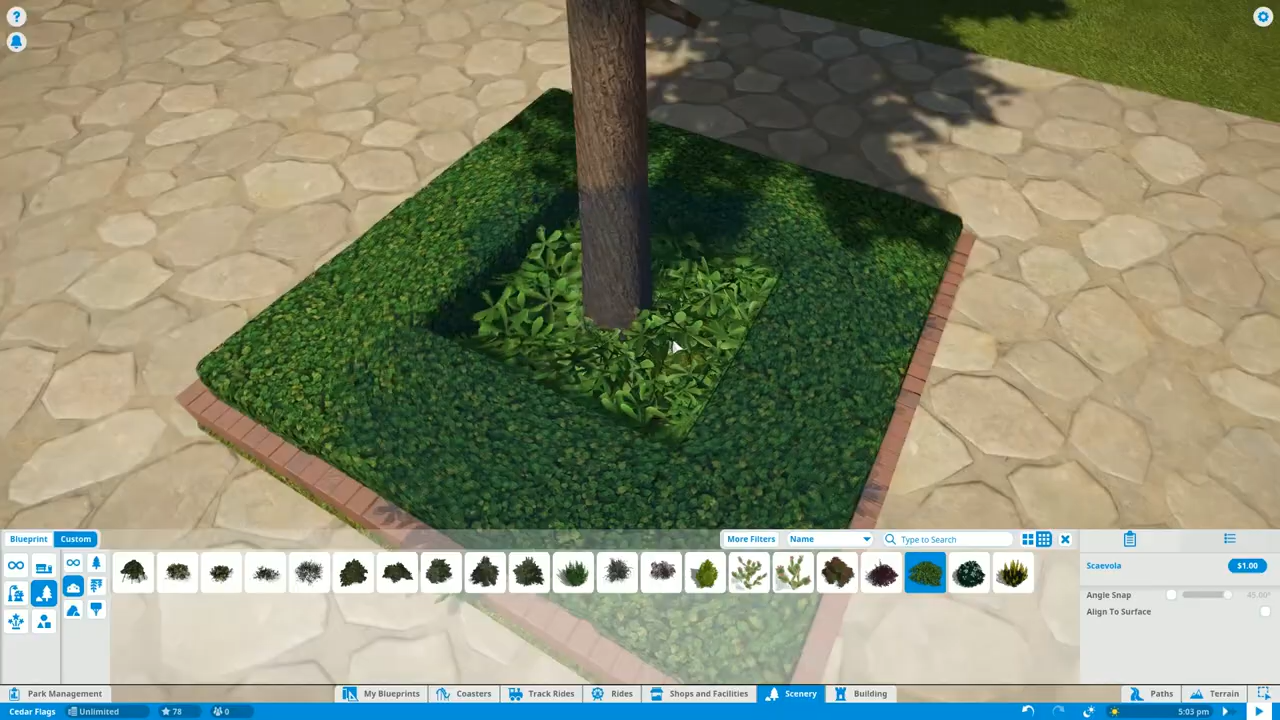 Blueprint Custom More Filters Name Type to Search
Scaevola $1.00
Angle Snap 45.00°
Align To Surface
Park Management My Blueprints Coasters Track Rides Rides Shops and Facilities Scenery Building Paths Terrain
Cedar Flags Unlimited 78 0 5:03 pm